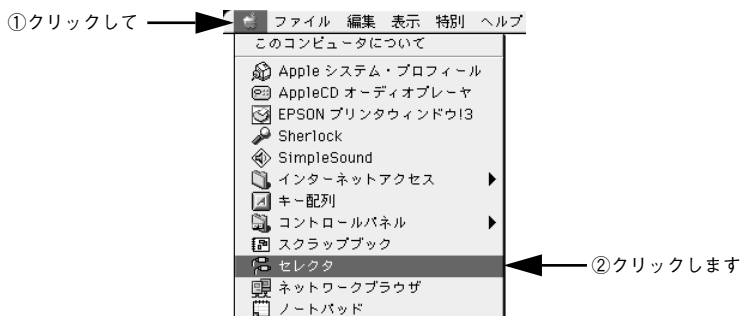 ①クリックして
ファイル 編集 表示 特別 ヘルプ
このコンピュータについて
Apple システム・プロフィール
AppleCD オーディオプレーヤ
EPSON プリンタウィンドウ!3
Sherlock
SimpleSound
インターネットアクセス
キー配列
コントロールパネル
スクラップブック
セレクタ
②クリックします
ネットワークブラウザ
ノートパッド